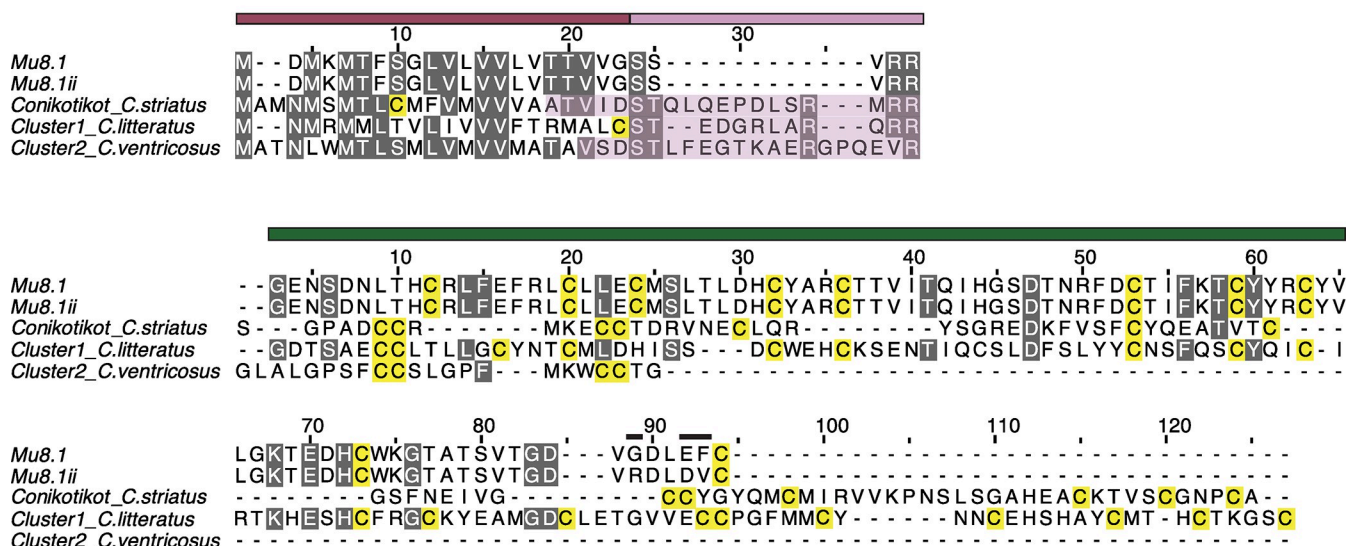 10 20 30
Mu8.1 M--DMKMTFSGLVLVVLVTTVVGSS------------VRR
Mu8.1ii M--DMKMTFSGLVLVVLVTTVVGSS------------VRR
Conikotikot_C.striatus MAMNMSMTLCMFVMVVVAATVIDSTQLQEPDLSR---MRR
Cluster1_C.litteratus M--NMRMMLTVLIVVVFTRMALCST--EDGRLAR---QRR
Cluster2_C.ventricosus MATNLWMTLSMLVMVVMATAVSDSTLFEGTKAERGPQEVR
10 20 30 40 50 60
Mu8.1 --GENSDNLTHCRLFEFRLCLLECMSLTLDHCYARCTTVITQIHGSDTNRFDCTIFKTCYYRCYV
Mu8.1ii --GENSDNLTHCRLFEFRLCLLECMSLTLDHCYARCTTVITQIHGSDTNRFDCTIFKTCYYRCYV
Conikotikot_C.striatus S---GPADCCR-------MKECCTDRVNECLQR--------YSGREDKFVSFCYQEATVTC----
Cluster1_C.litteratus --GDTSAECCLTLLGCYNTCMLDHISS---DCWEHCKSENTIQCSLDFSLYYCNSFQSCYQIC-I
Cluster2_C.ventricosus GLALGPSFCCSLGPF---MKWCCTG----------------------------------------
70 80 90 100 110 120
Mu8.1 LGKTEDHCWKGTATSVTGD---VGDLEFC---------------------------------
Mu8.1ii LGKTEDHCWKGTATSVTGD---VRDLDVC---------------------------------
Conikotikot_C.striatus --------GSFNEIVG---------CCYGYQMCMIRVVKPNSLSGAHEACKTVSCGNPCA--
Cluster1_C.litteratus RTKHESHCFRGCKYEAMGDCLETGVVECCPGFMMCY------NNCEHSHAYCMT-HCTKGSC
Cluster2_C.ventricosus --------------------------------------------------------------